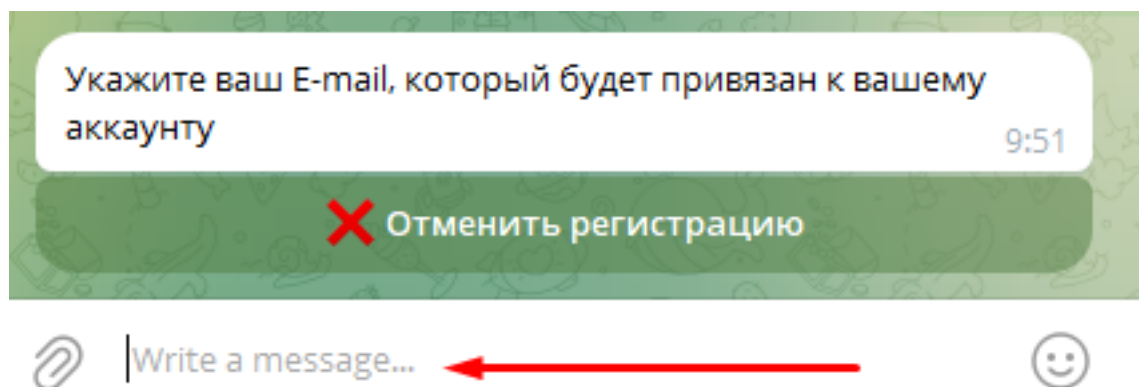 Укажите ваш E-mail, который будет привязан к вашему
аккаунту
9:51
Отменить регистрацию
Write a message...